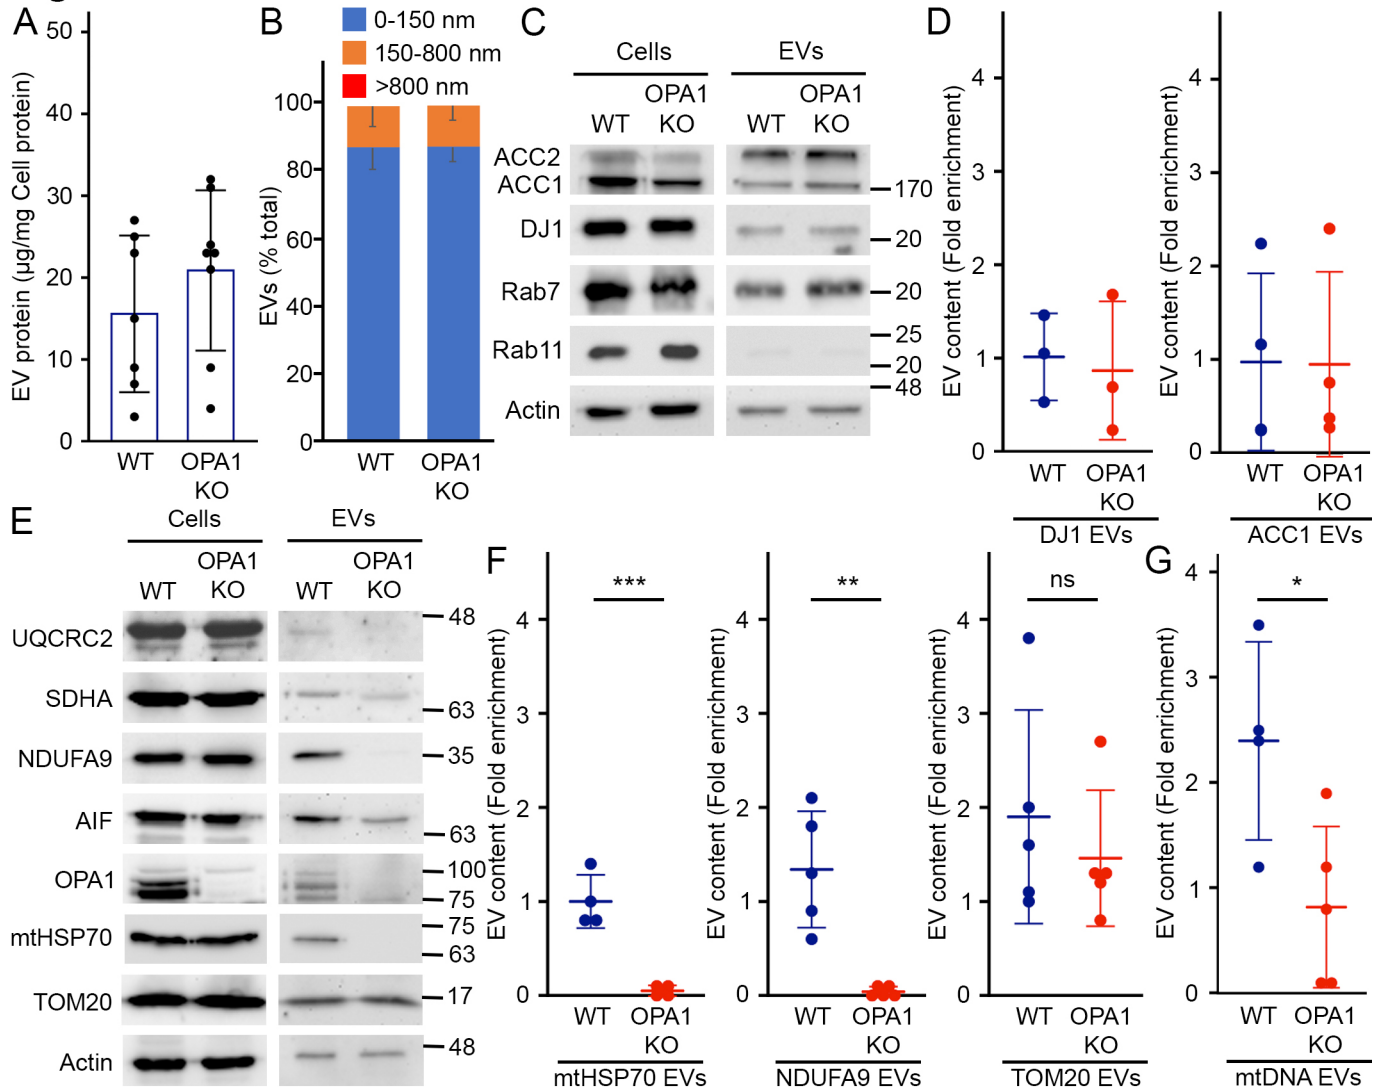 A
50
40
30
20
10
0
EV protein (µg/mg Cell protein)
WT
OPA1
KO
B
0-150 nm
150-800 nm
>800 nm
100
80
60
40
20
0
EVs (% total)
WT
OPA1
KO
C
Cells
EVs
WT
OPA1
KO
WT
OPA1
KO
ACC2
ACC1
170
DJ1
20
Rab7
20
Rab11
25
20
48
Actin
D
4
3
2
1
0
EV content (Fold enrichment)
WT
OPA1
KO
DJ1 EVs
4
3
2
1
0
EV content (Fold enrichment)
WT
OPA1
KO
ACC1 EVs
E
Cells
EVs
WT
OPA1
KO
WT
OPA1
KO
UQCRC2
48
SDHA
63
NDUFA9
35
AIF
63
OPA1
100
75
mtHSP70
75
63
TOM20
17
Actin
48
F
4
3
2
1
0
EV content (Fold enrichment)
***
WT
OPA1
KO
mtHSP70 EVs
4
3
2
1
0
EV content (Fold enrichment)
**
WT
OPA1
KO
NDUFA9 EVs
4
3
2
1
0
EV content (Fold enrichment)
ns
WT
OPA1
KO
TOM20 EVs
G
4
3
2
1
0
EV content (Fold enrichment)
*
WT
OPA1
KO
mtDNA EVs